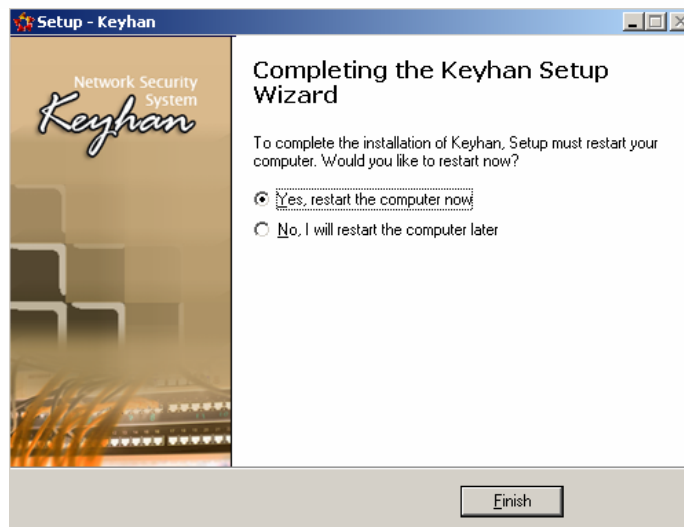 Setup - Keyhan
Network Security
System
Keyhan
Completing the Keyhan Setup
Wizard
To complete the installation of Keyhan, Setup must restart your
computer. Would you like to restart now?
Yes, restart the computer now
No, I will restart the computer later
Finish